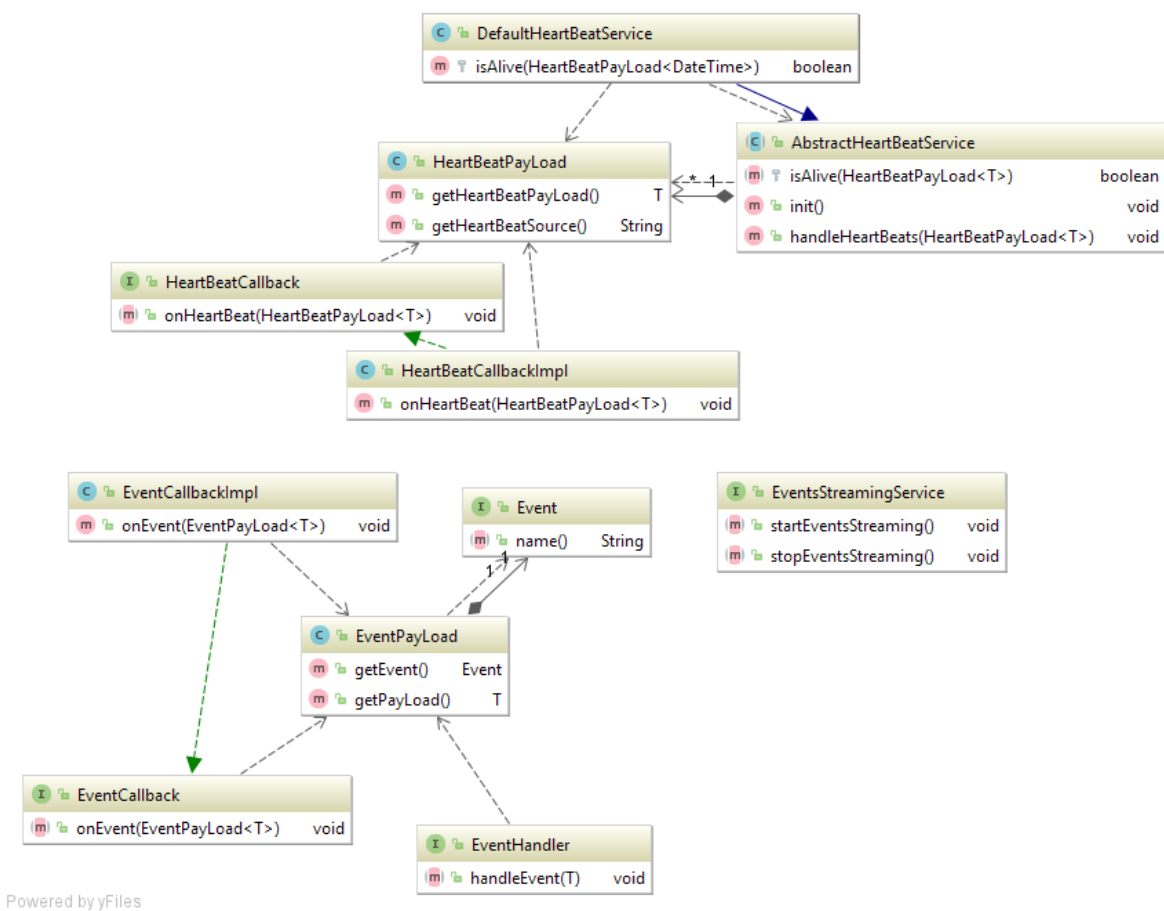 DefaultHeartBeatService
isAlive(HeartBeatPayLoad<DateTime>) boolean
AbstractHeartBeatService
isAlive(HeartBeatPayLoad<T>) boolean
init() void
handleHeartBeats(HeartBeatPayLoad<T>) void
HeartBeatPayLoad
getHeartBeatPayLoad() T
getHeartBeatSource() String
* 1
HeartBeatCallback
onHeartBeat(HeartBeatPayLoad<T>) void
HeartBeatCallbackImpl
onHeartBeat(HeartBeatPayLoad<T>) void
EventCallbackImpl
onEvent(EventPayLoad<T>) void
Event
name() String
EventsStreamingService
startEventsStreaming() void
stopEventsStreaming() void
1 1
EventPayLoad
getEvent() Event
getPayLoad() T
EventCallback
onEvent(EventPayLoad<T>) void
EventHandler
handleEvent(T) void
Powered by yFiles